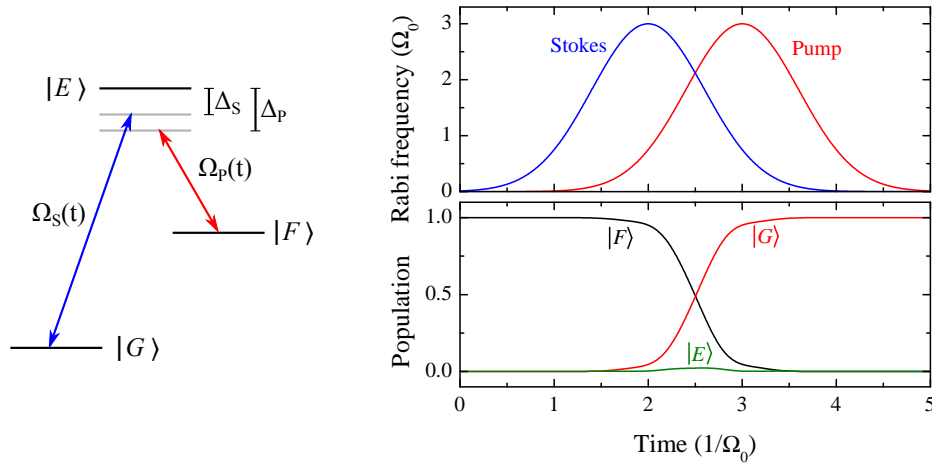 |E⟩
Δ_S
Δ_P
Ω_P(t)
Ω_S(t)
|F⟩
|G⟩
Rabi frequency (Ω_0)
3
2
1
0
Stokes
Pump
Population
1.0
0.5
0.0
|F⟩
|G⟩
|E⟩
0 1 2 3 4 5
Time (1/Ω_0)